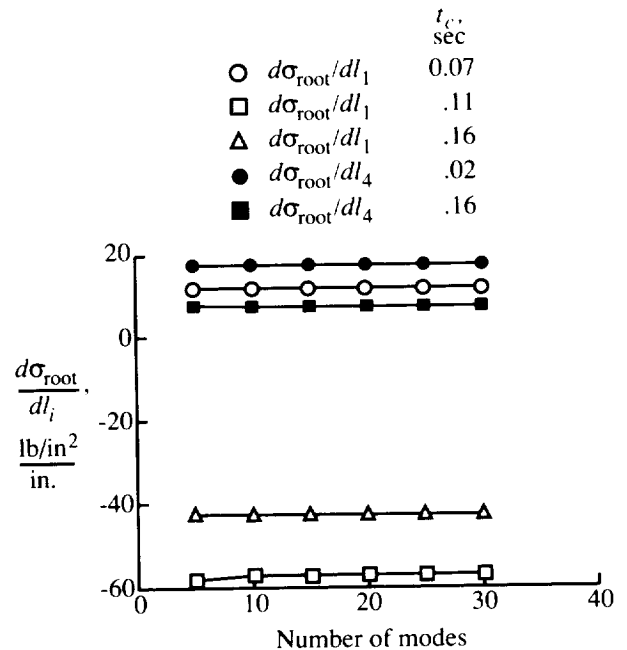 t_c,
sec
dσ_root/dl_1 0.07
dσ_root/dl_1 .11
dσ_root/dl_1 .16
dσ_root/dl_4 .02
dσ_root/dl_4 .16
20
0
-20
-40
-60
dσ_root
dl_i,
lb/in^2
in.
0 10 20 30 40
Number of modes